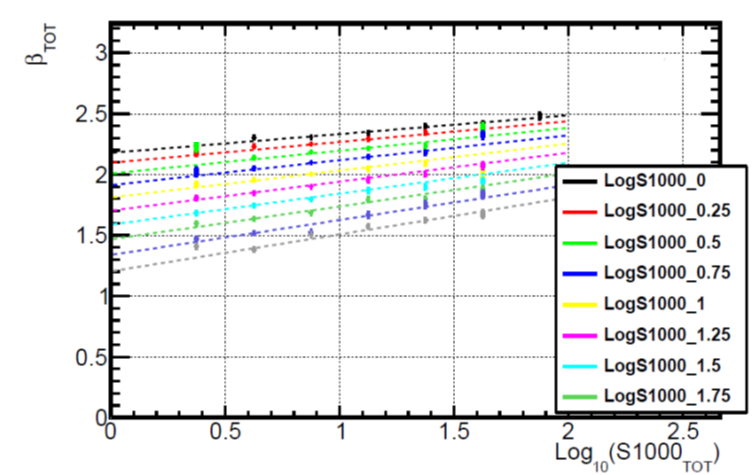 β_TOT
3
2.5
2
1.5
1
0.5
0
0 0.5 1 1.5 2 2.5
Log₁₀(S1000_TOT)
LogS1000_0
LogS1000_0.25
LogS1000_0.5
LogS1000_0.75
LogS1000_1
LogS1000_1.25
LogS1000_1.5
LogS1000_1.75